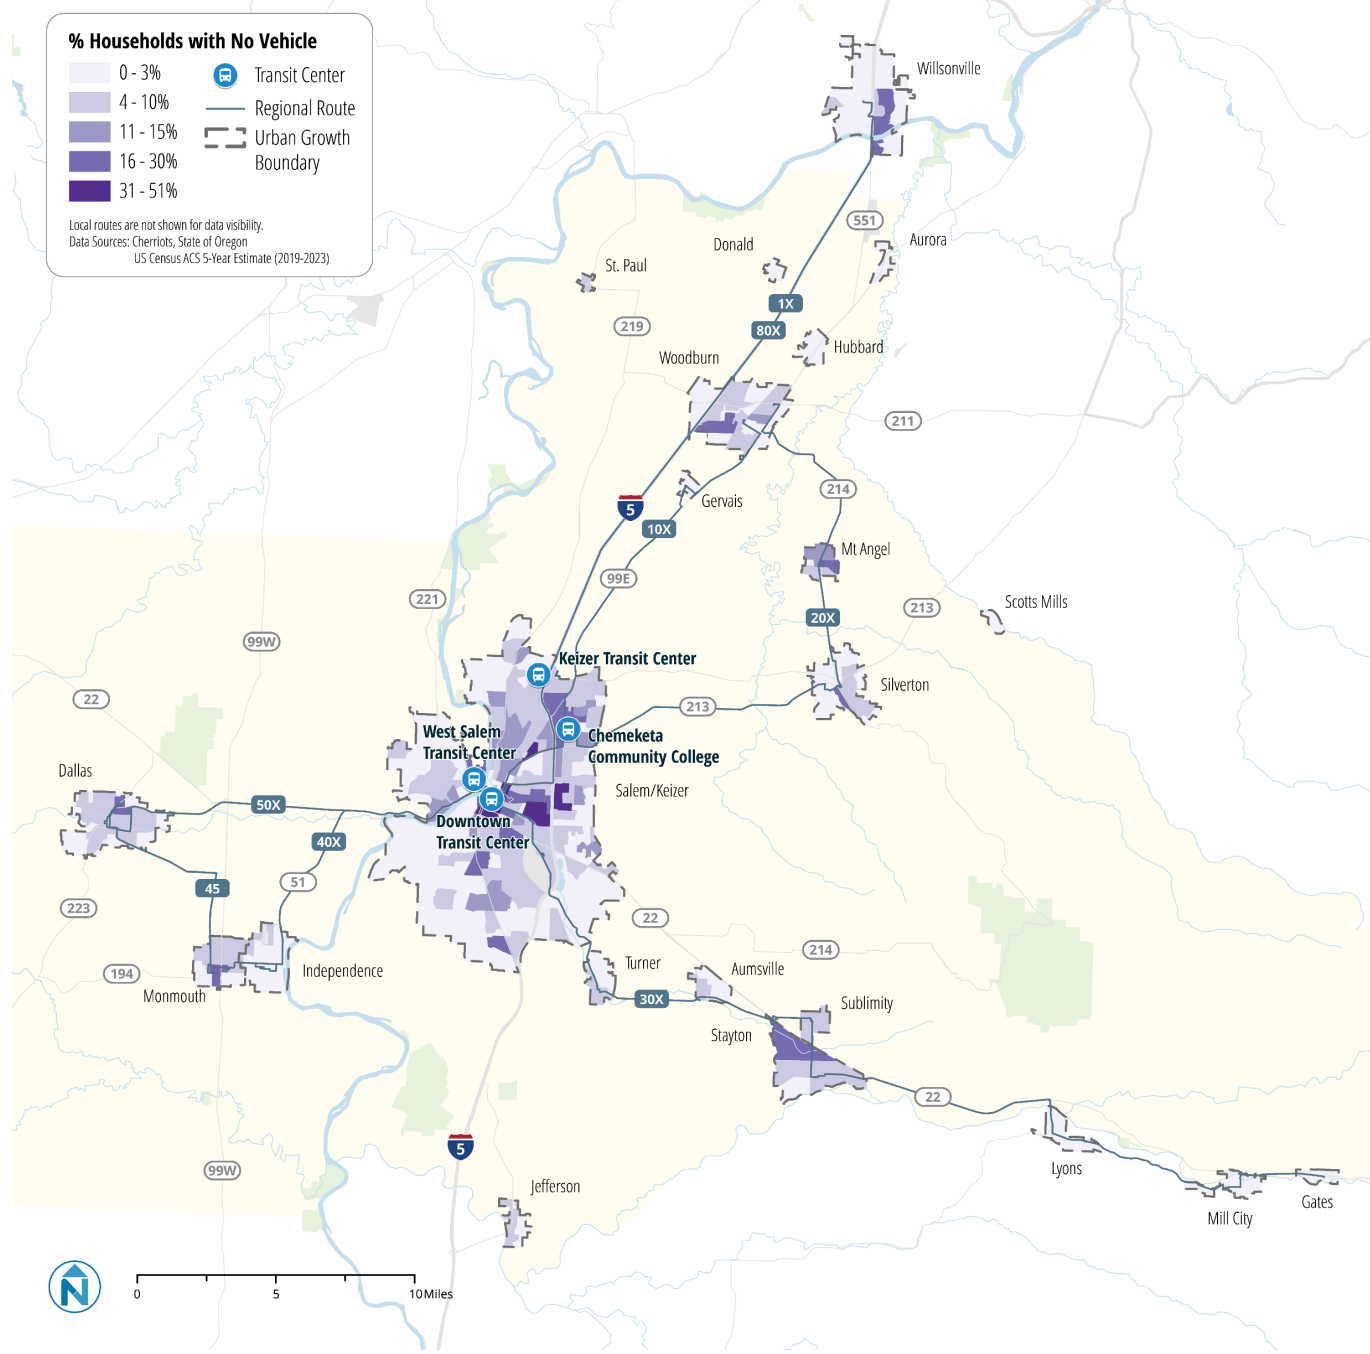 % Households with No Vehicle
0 - 3%
4 - 10%
11 - 15%
16 - 30%
31 - 51%
Transit Center
Regional Route
Urban Growth
Boundary
Local routes are not shown for data visibility.
Data Sources: Cherriots, State of Oregon
US Census ACS 5-Year Estimate (2019-2023)
Willsonville
551
Aurora
Donald
St. Paul
1X
219
80X
Hubbard
Woodburn
211
214
Gervais
5
10X
Mt Angel
99E
221
Scotts Mills
213
20X
99W
Keizer Transit Center
Silverton
22
213
West Salem
Transit Center
Chemeketa
Community College
Dallas
Salem/Keizer
50X
Downtown
Transit Center
40X
51
45
223
22
214
194
Independence
Monmouth
Turner
Aumsville
30X
Sublimity
Stayton
22
5
Lyons
99W
Jefferson
Gates
Mill City
N
0
5
10 Miles